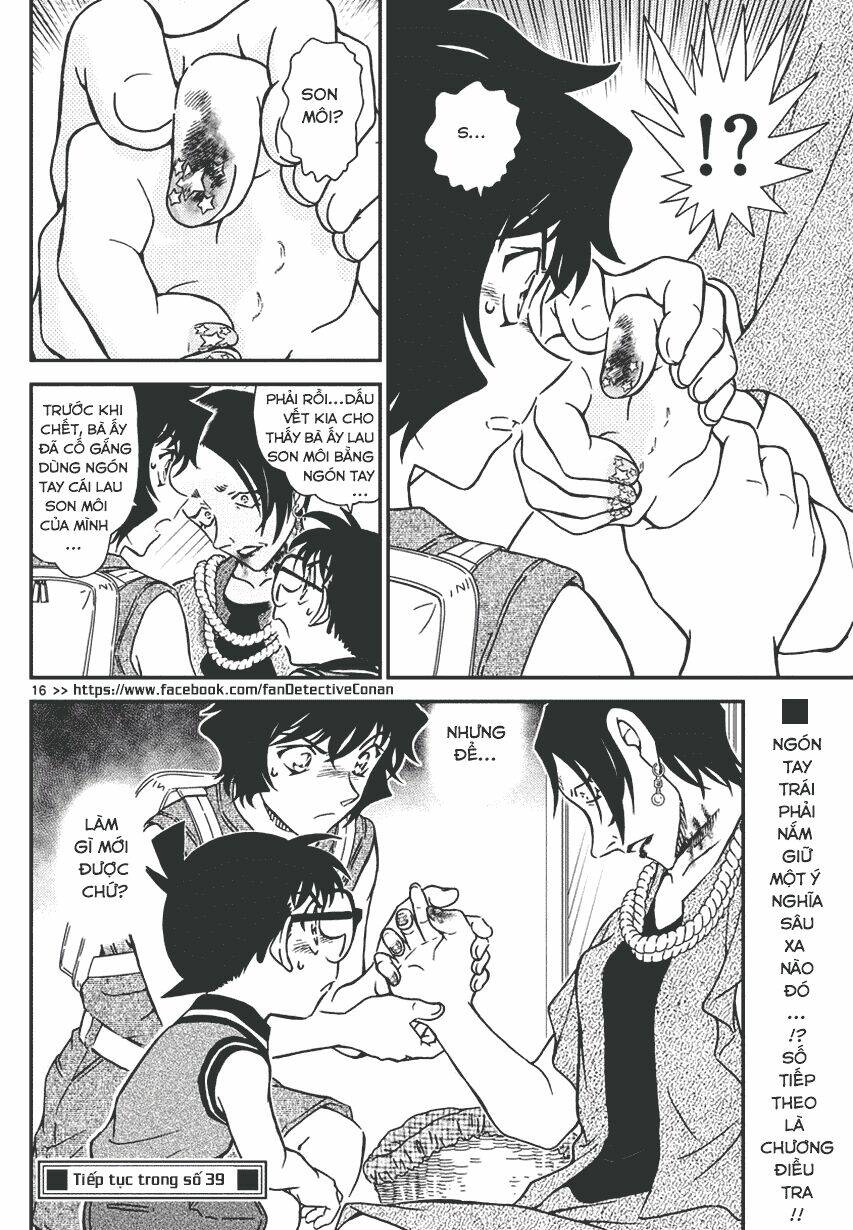 !?
S...
SON
MÔI?
PHẢI RỒI...DẤU
VẾT KIA CHO
THẤY BẢ ẤY LAU
SON MÔI BẰNG
NGÓN TAY
...
TRƯỚC KHI
CHẾT, BẢ ẤY
ĐÃ CỐ GẮNG
DÙNG NGÓN
TAY CÁI LAU
SON MÔI
CỦA MÌNH
...
16 >> https://www.facebook.com/fanDetectiveConan
NHƯNG
ĐỂ...
LÀM
GÌ MỚI
ĐƯỢC
CHỨ?
NGÓN
TAY
TRÁI
PHẢI
NẮM
GIỮ
MỘT Ý
NGHĨA
SÂU
XA
NÀO
ĐÓ
...
!?
SỐ
TIẾP
THEO
LÀ
CHƯƠNG
ĐIỀU
TRA
!!
Tiếp tục trong số 39